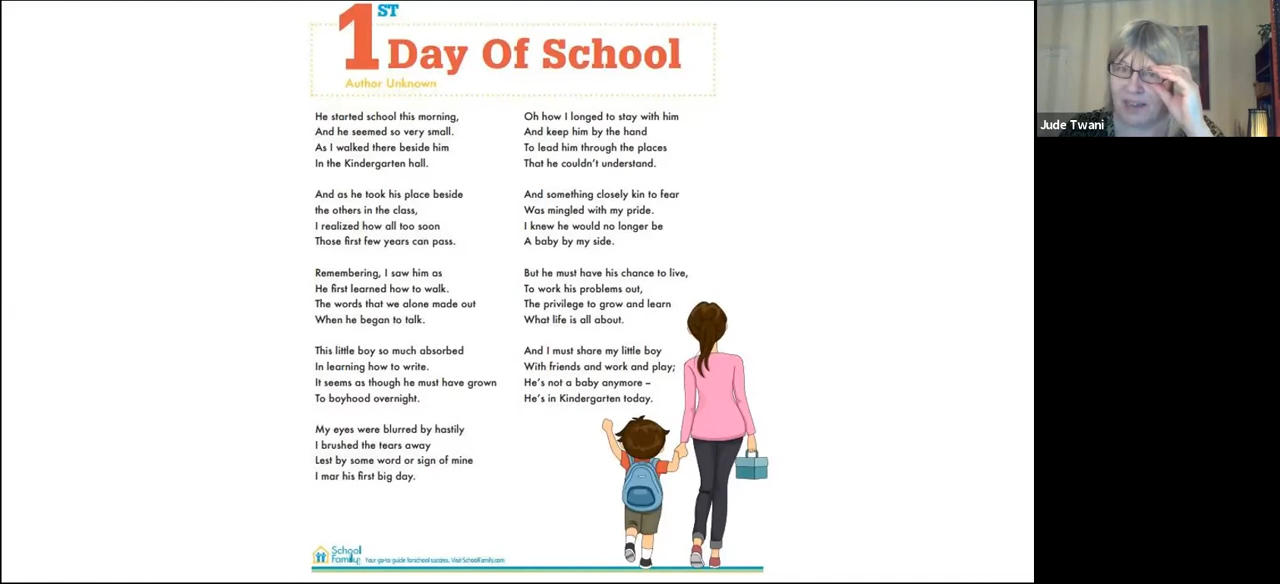 1ST
Day Of School
Author Unknown
He started school this morning,
And he seemed so very small.
As I walked there beside him
In the Kindergarten hall.
And as he took his place beside
the others in the class,
I realized how all too soon
Those first few years can pass.
Remembering, I saw him as
He first learned how to walk.
The words that we alone made out
When he began to talk.
This little boy so much absorbed
In learning how to write.
It seems as though he must have grown
To boyhood overnight.
My eyes were blurred by hastily
I brushed the tears away
Lest by some word or sign of mine
I mar his first big day.
Oh how I longed to stay with him
And keep him by the hand
To lead him through the places
That he couldn't understand.
And something closely kin to fear
Was mingled with my pride.
I knew he would no longer be
A baby by my side.
But he must have his chance to live,
To work his problems out,
The privilege to grow and learn
What life is all about.
And I must share my little boy
With friends and work and play;
He's not a baby anymore –
He's in Kindergarten today.
School
Family
Your go-to guide for school success. Visit SchoolFamily.com
Jude Twani